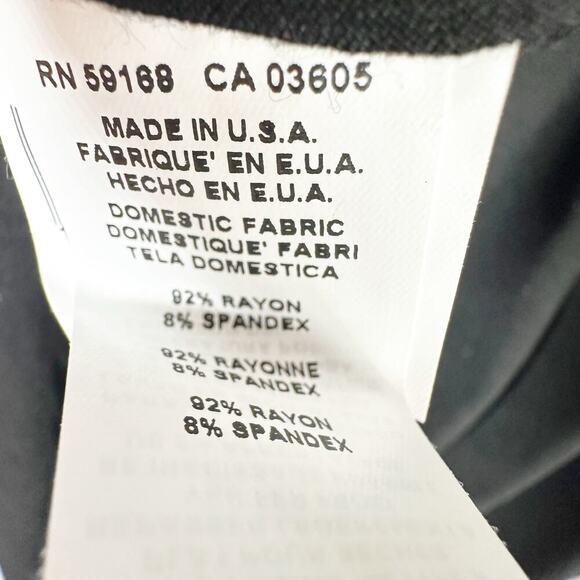 RN 59168 CA 03605
MADE IN U.S.A.
FABRIQUE' EN E.U.A.
HECHO EN E.U.A.
DOMESTIC FABRIC
DOMESTIQUE' FABRI
TELA DOMESTICA
92% RAYON
8% SPANDEX
92% RAYONNE
8% SPANDEX
92% RAYON
8% SPANDEX